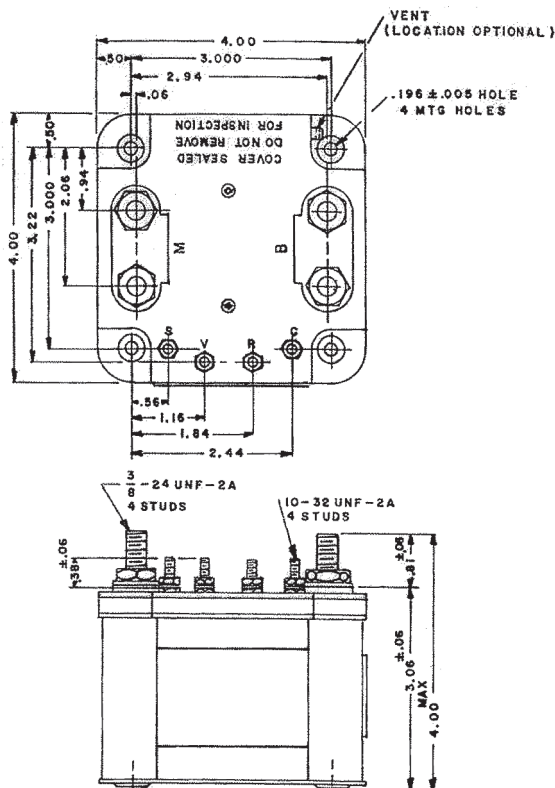 VENT
(LOCATION OPTIONAL)
4.00
.50
3.000
2.94
.06
.196 ±.005 HOLE
4 MTG HOLES
COVER SEALED
DO NOT REMOVE
FOR INSPECTION
.50
.94
2.06
3.000
3.22
4.00
M
B
S
V
R
C
.56
1.16
1.84
2.44
3/8-24 UNF-2A
4 STUDS
10-32 UNF-2A
4 STUDS
.38 ±.06
.81 ±.06
3.06 ±.06
4.00 MAX